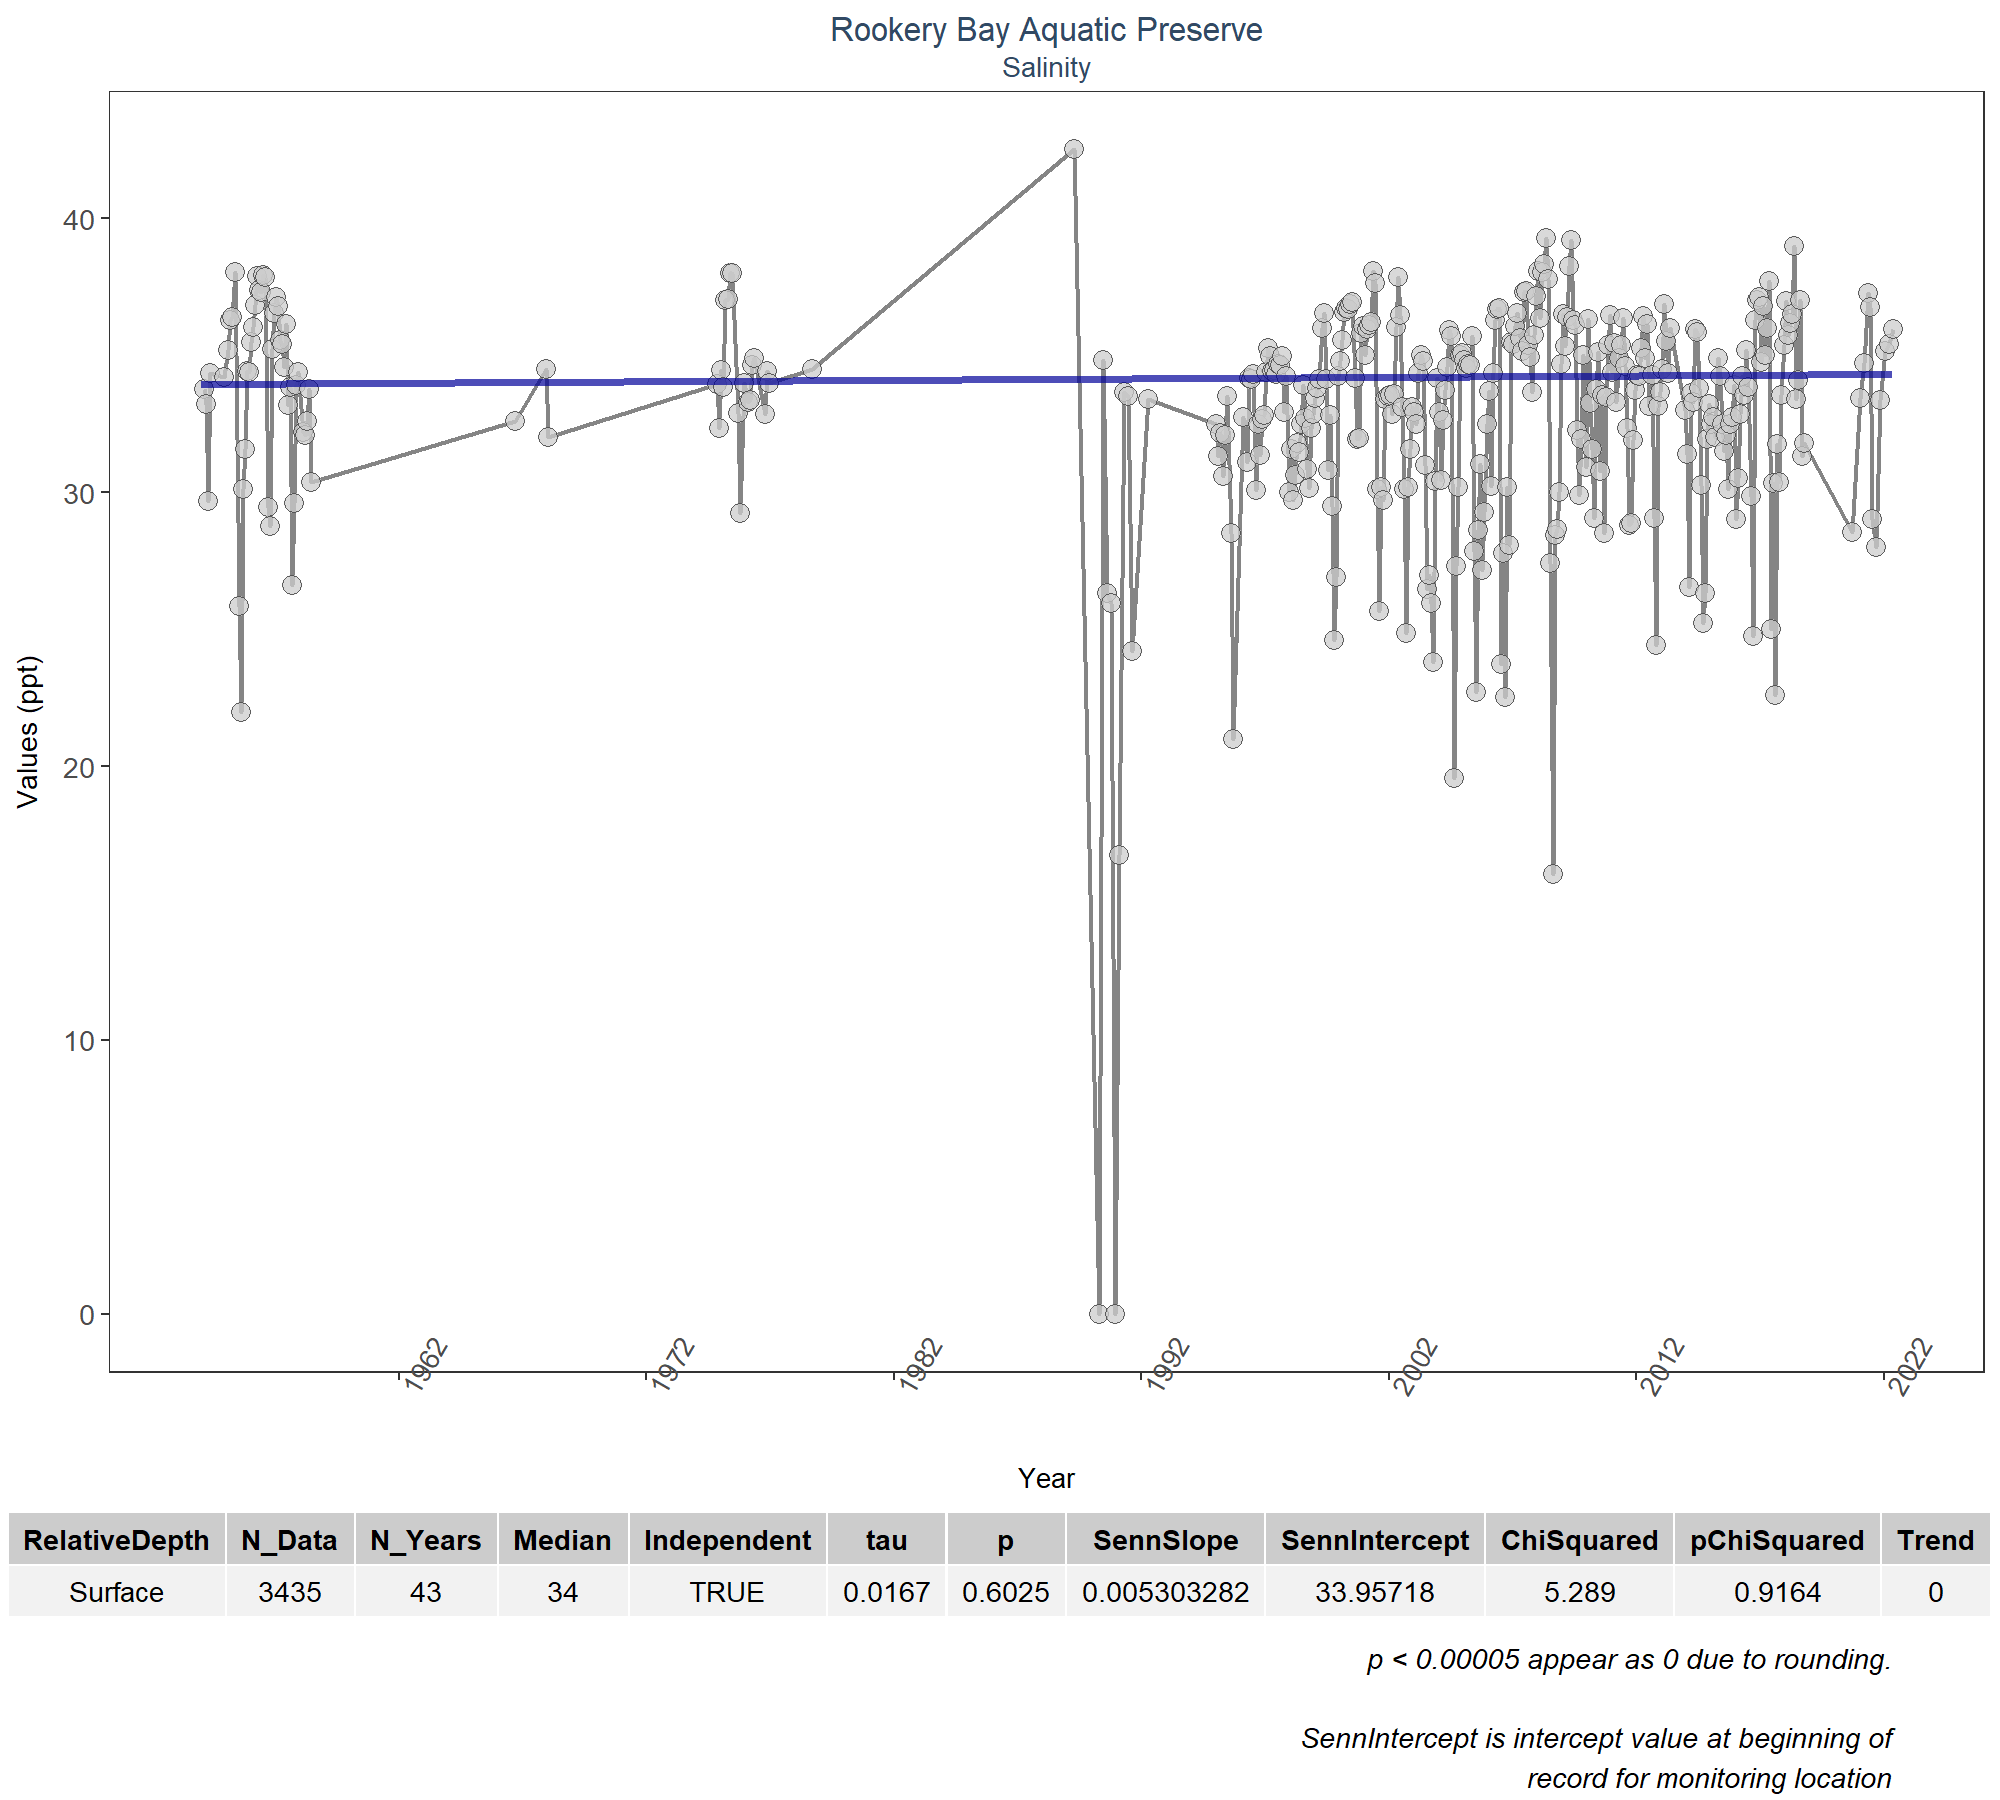 Rookery Bay Aquatic Preserve
Salinity
Values (ppt)
40
30
20
10
0
1962 1972 1982 1992 2002 2012 2022
Year
RelativeDepth N_Data N_Years Median Independent tau p SennSlope SennIntercept ChiSquared pChiSquared Trend
Surface 3435 43 34 TRUE 0.0167 0.6025 0.005303282 33.95718 5.289 0.9164 0
p < 0.00005 appear as 0 due to rounding.
SennIntercept is intercept value at beginning of
record for monitoring location